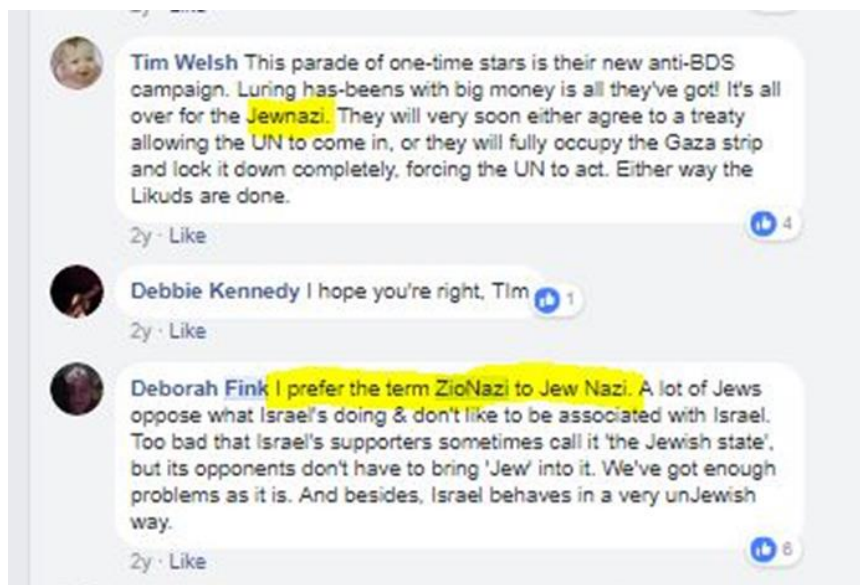 Tim Welsh This parade of one-time stars is their new anti-BDS
campaign. Luring has-beens with big money is all they've got! It's all
over for the Jewnazi. They will very soon either agree to a treaty
allowing the UN to come in, or they will fully occupy the Gaza strip
and lock it down completely, forcing the UN to act. Either way the
Likuds are done.
4
2y · Like
Debbie Kennedy I hope you're right, TIm
1
2y · Like
Deborah Fink I prefer the term ZioNazi to Jew Nazi. A lot of Jews
oppose what Israel's doing & don't like to be associated with Israel.
Too bad that Israel's supporters sometimes call it 'the Jewish state',
but its opponents don't have to bring 'Jew' into it. We've got enough
problems as it is. And besides, Israel behaves in a very unJewish
way.
6
2y · Like